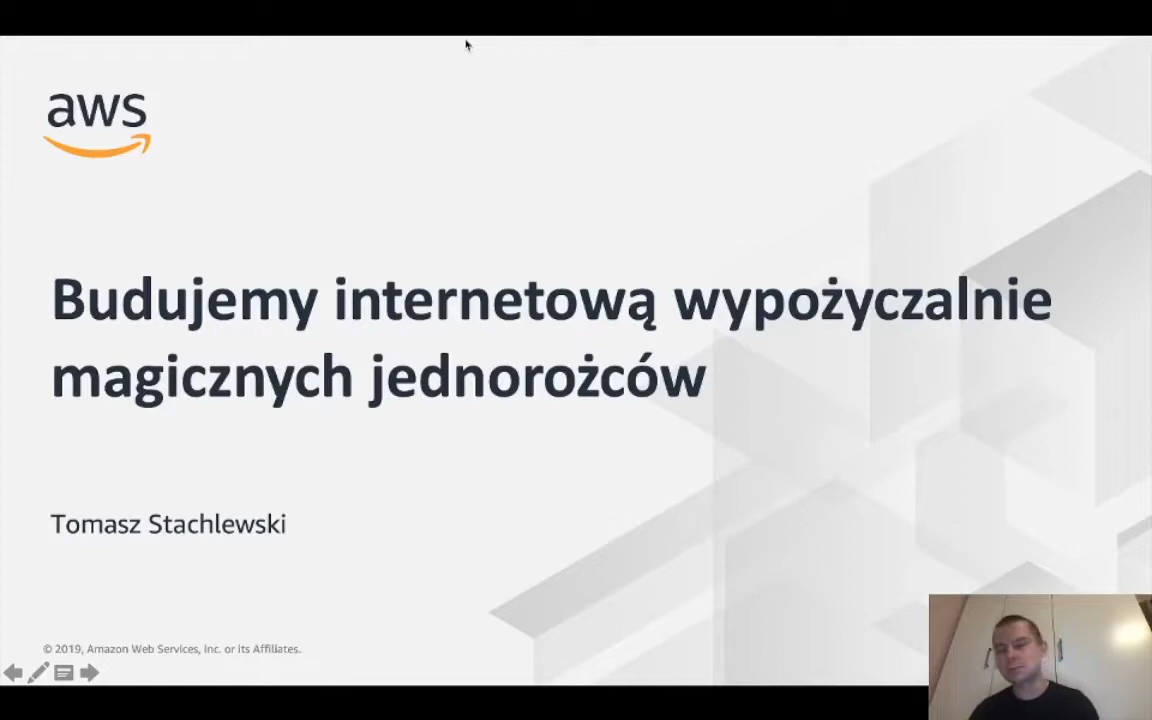 aws
Budujemy internetową wypożyczalnie
magicznych jednorożców
Tomasz Stachlewski
© 2019, Amazon Web Services, Inc. or its Affiliates.